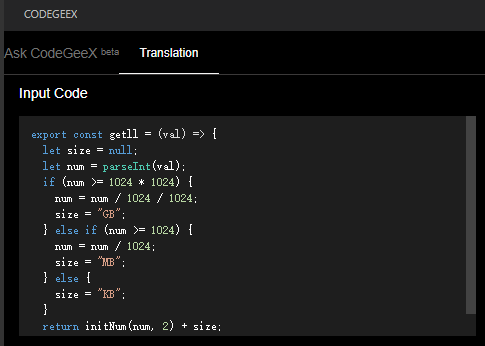 CODEGEEX
Ask CodeGeeX beta Translation
Input Code
export const getll = (val) => {
  let size = null;
  let num = parseInt(val);
  if (num >= 1024 * 1024) {
    num = num / 1024 / 1024;
    size = "GB";
  } else if (num >= 1024) {
    num = num / 1024;
    size = "MB";
  } else {
    size = "KB";
  }
  return initNum(num, 2) + size;